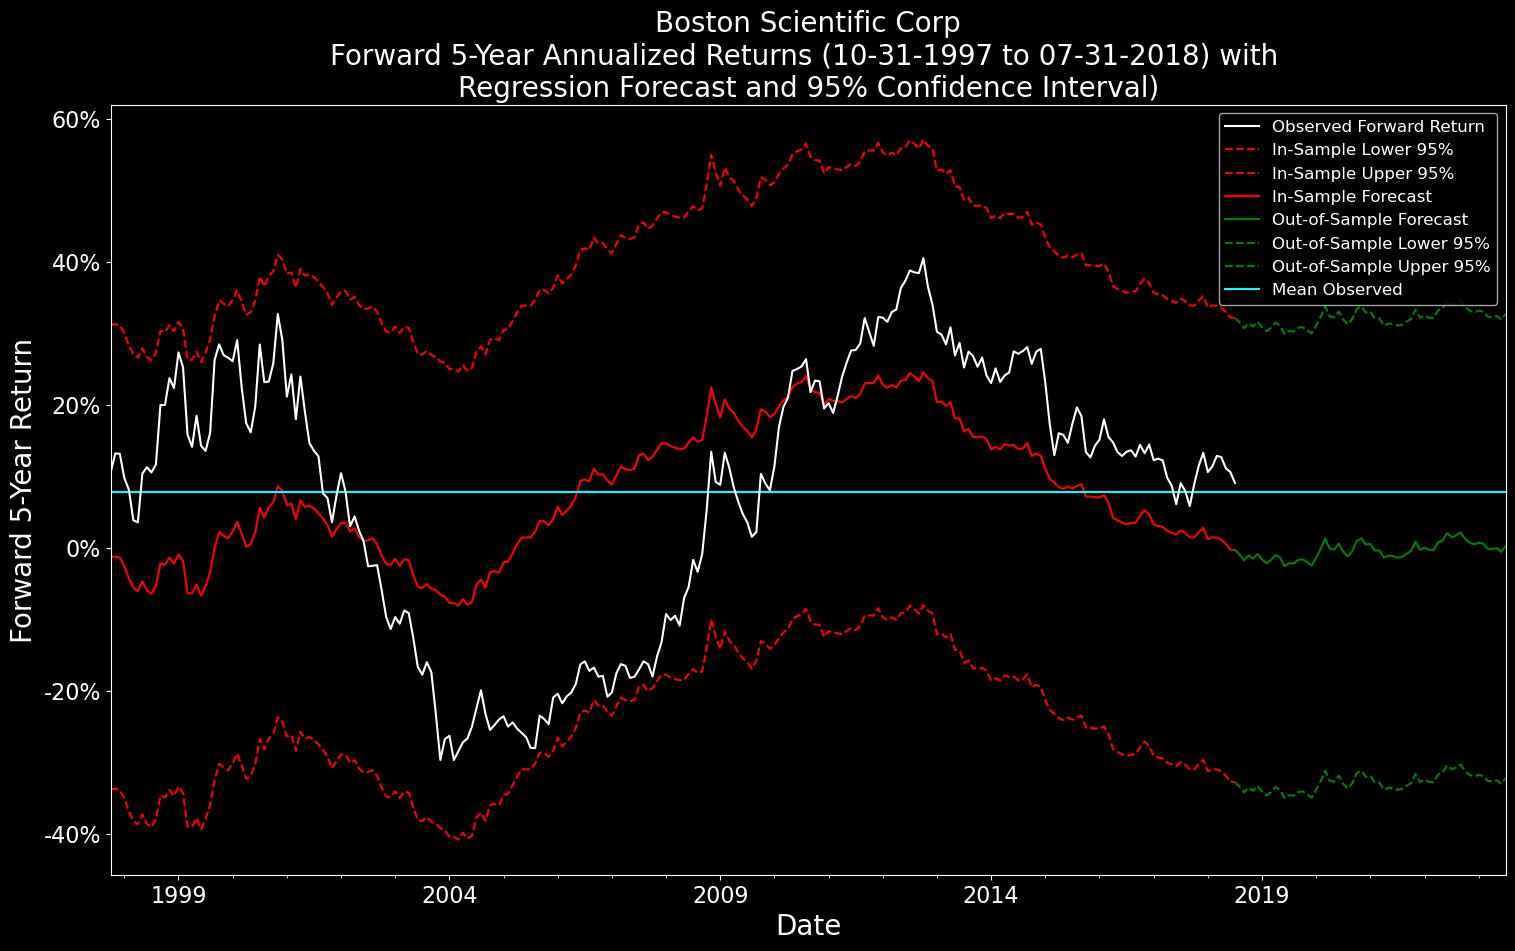 Boston Scientific Corp
Forward 5-Year Annualized Returns (10-31-1997 to 07-31-2018) with
Regression Forecast and 95% Confidence Interval)
Forward 5-Year Return
60%
40%
20%
0%
-20%
-40%
Observed Forward Return
In-Sample Lower 95%
In-Sample Upper 95%
In-Sample Forecast
Out-of-Sample Forecast
Out-of-Sample Lower 95%
Out-of-Sample Upper 95%
Mean Observed
1999 2004 2009 2014 2019
Date